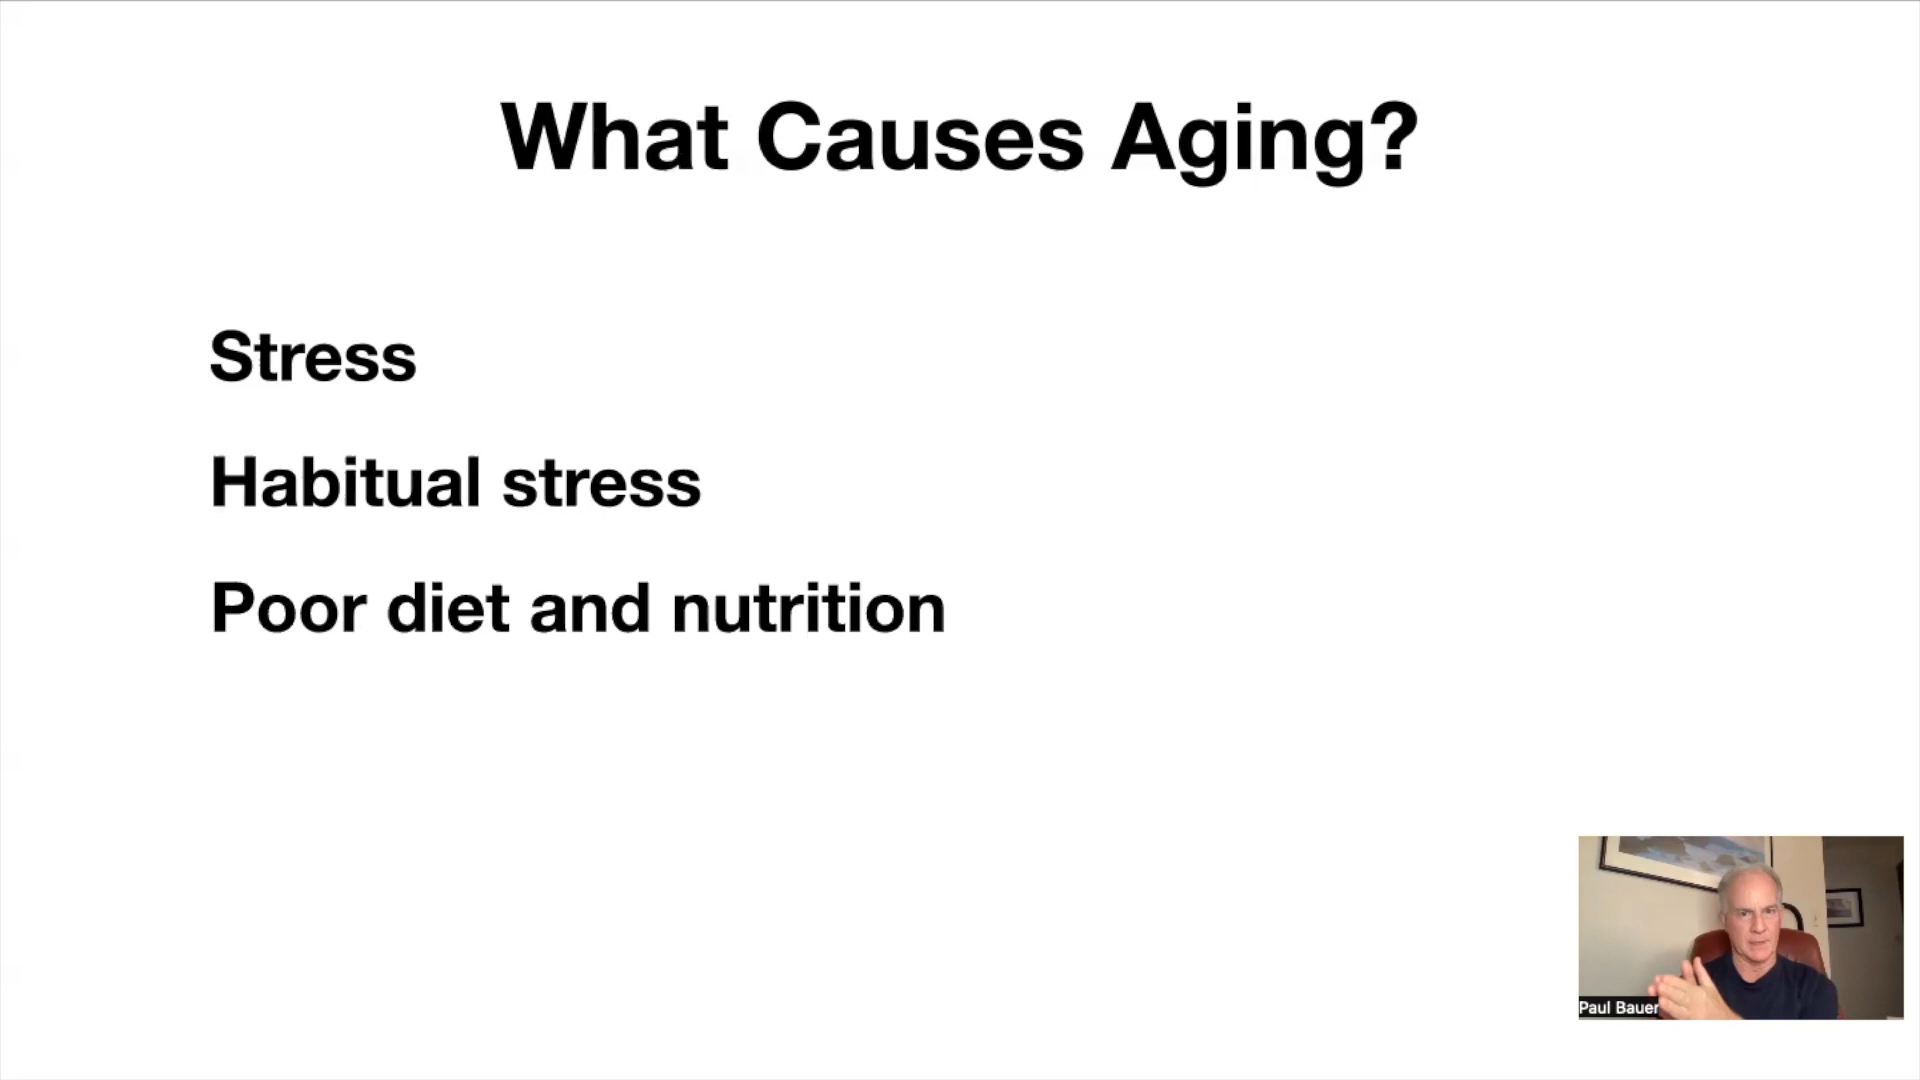 What Causes Aging?
Stress
Habitual stress
Poor diet and nutrition
Paul Bauer